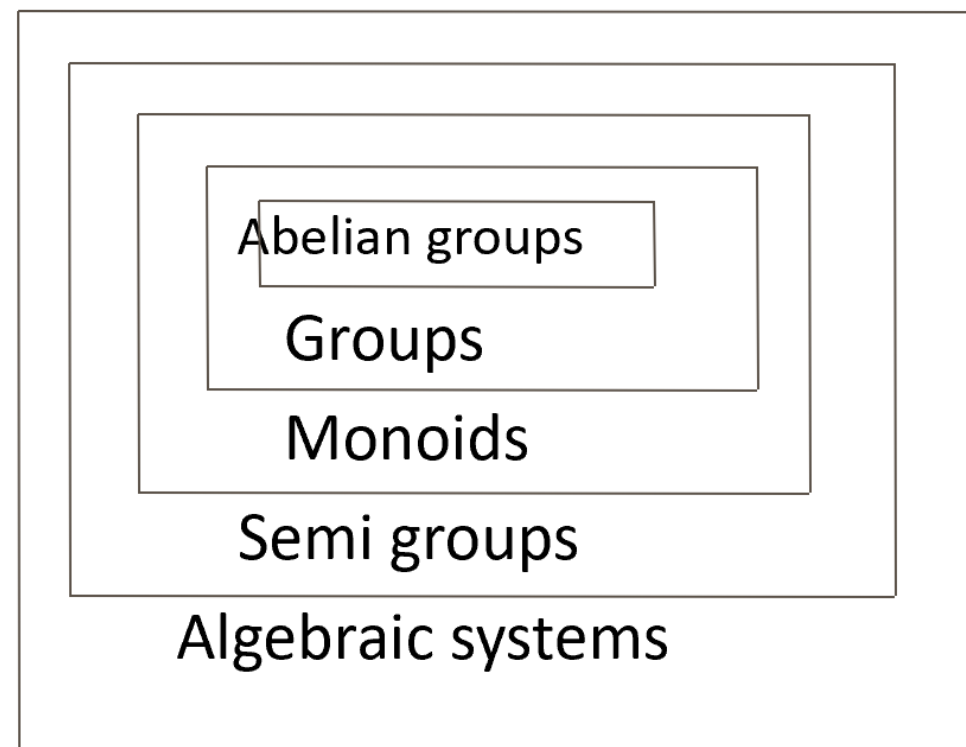 Abelian groups
Groups
Monoids
Semi groups
Algebraic systems